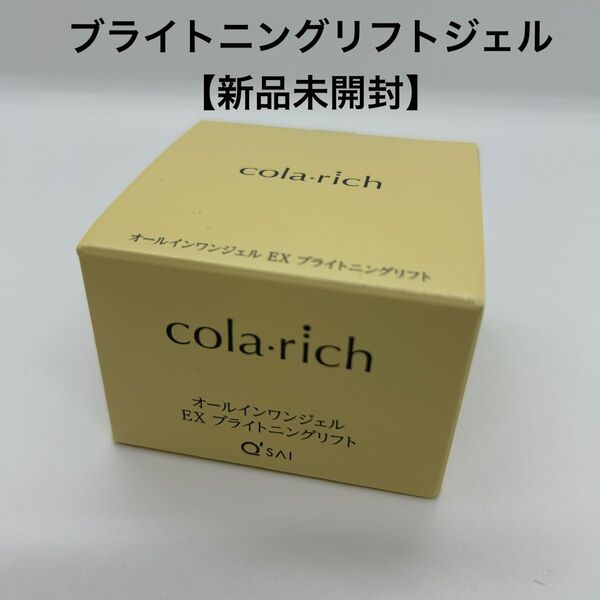 ブライトニングリフトジェル
【新品未開封】
cola・rich
オールインワンジェル EX ブライトニングリフト
cola・rich
オールインワンジェル
EX ブライトニングリフト
Q'SAI